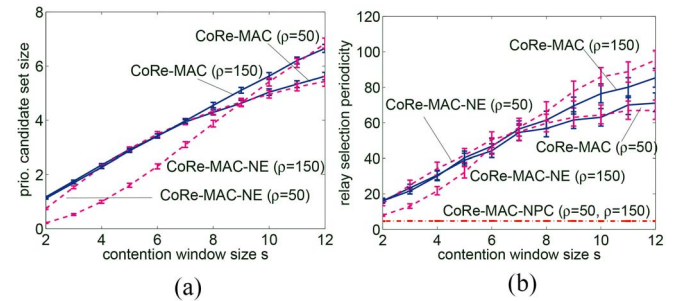 8
6
4
2
0
2
4
6
8
10
12
prio. candidate set size
contention window size s
CoRe-MAC (ρ=50)
CoRe-MAC (ρ=150)
CoRe-MAC-NE (ρ=150)
CoRe-MAC-NE (ρ=50)
(a)
120
100
80
60
40
20
0
2
4
6
8
10
12
relay selection periodicity
contention window size s
CoRe-MAC (ρ=150)
CoRe-MAC-NE (ρ=50)
CoRe-MAC (ρ=50)
CoRe-MAC-NE (ρ=150)
CoRe-MAC-NPC (ρ=50, ρ=150)
(b)